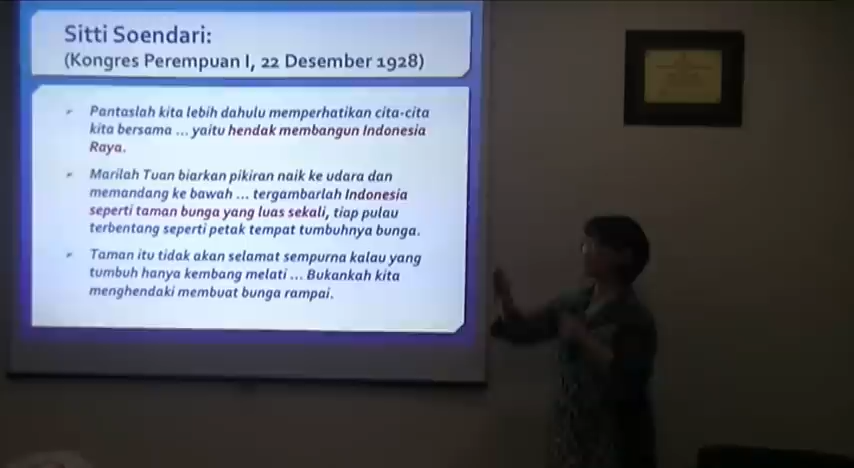 Sitti Soendari:
(Kongres Perempuan I, 22 Desember 1928)
Pantaslah kita lebih dahulu memperhatikan cita-cita
kita bersama ... yaitu hendak membangun Indonesia
Raya.
Marilah Tuan biarkan pikiran naik ke udara dan
memandang ke bawah ... tergambarlah Indonesia
seperti taman bunga yang luas sekali, tiap pulau
terbentang seperti petak tempat tumbuhnya bunga.
Taman itu tidak akan selamat sempurna kalau yang
tumbuh hanya kembang melati ... Bukankah kita
menghendaki membuat bunga rampai.